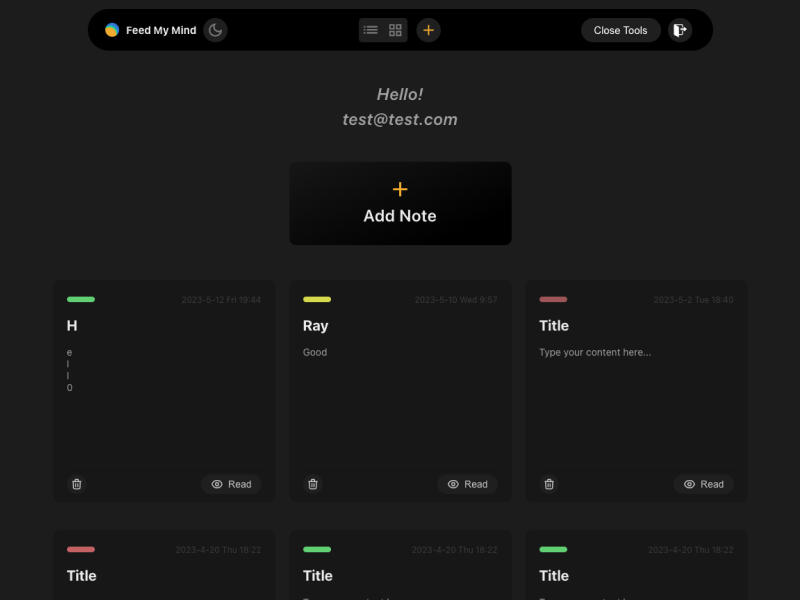 Feed My Mind
Close Tools
Hello!
test@test.com
Add Note
2023-5-12 Fri 19:44
H
e
l
l
0
Read
2023-5-10 Wed 9:57
Ray
Good
Read
2023-5-2 Tue 18:40
Title
Type your content here...
Read
2023-4-20 Thu 18:22
Title
2023-4-20 Thu 18:22
Title
2023-4-20 Thu 18:22
Title